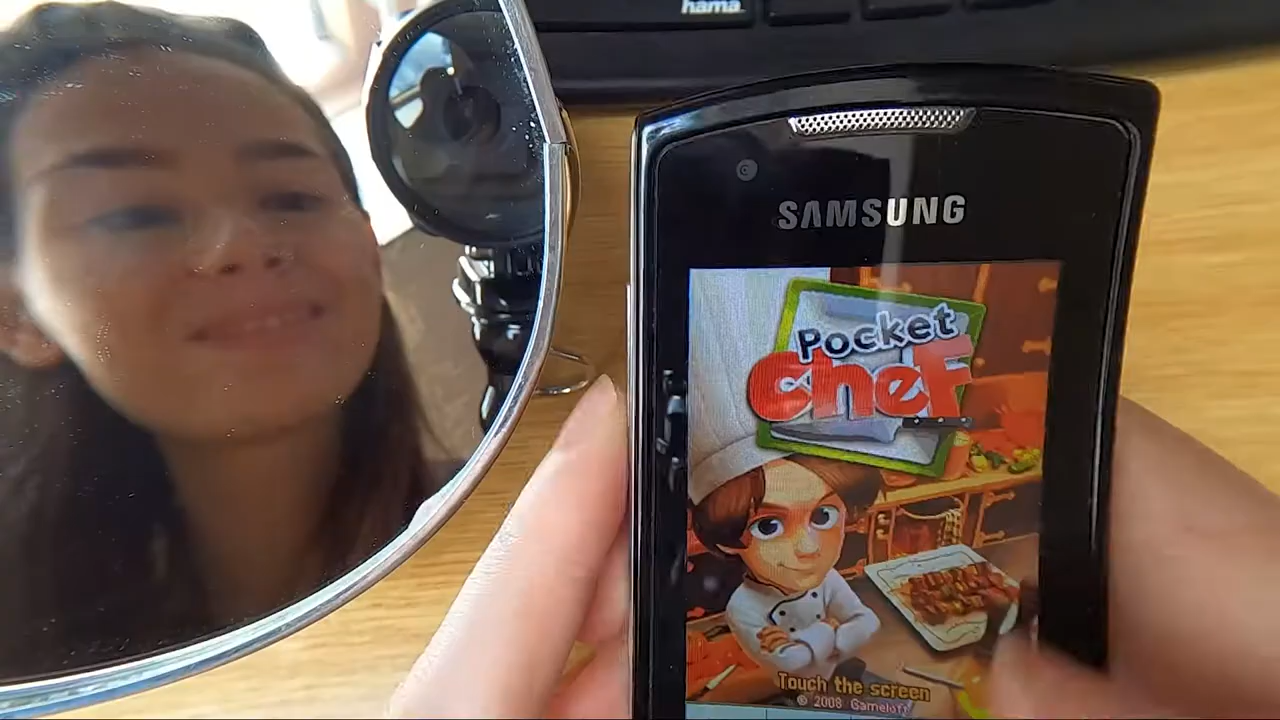 hama.
SAMSUNG
Pocket
Chef
Touch the screen
© 2008 Gameloft